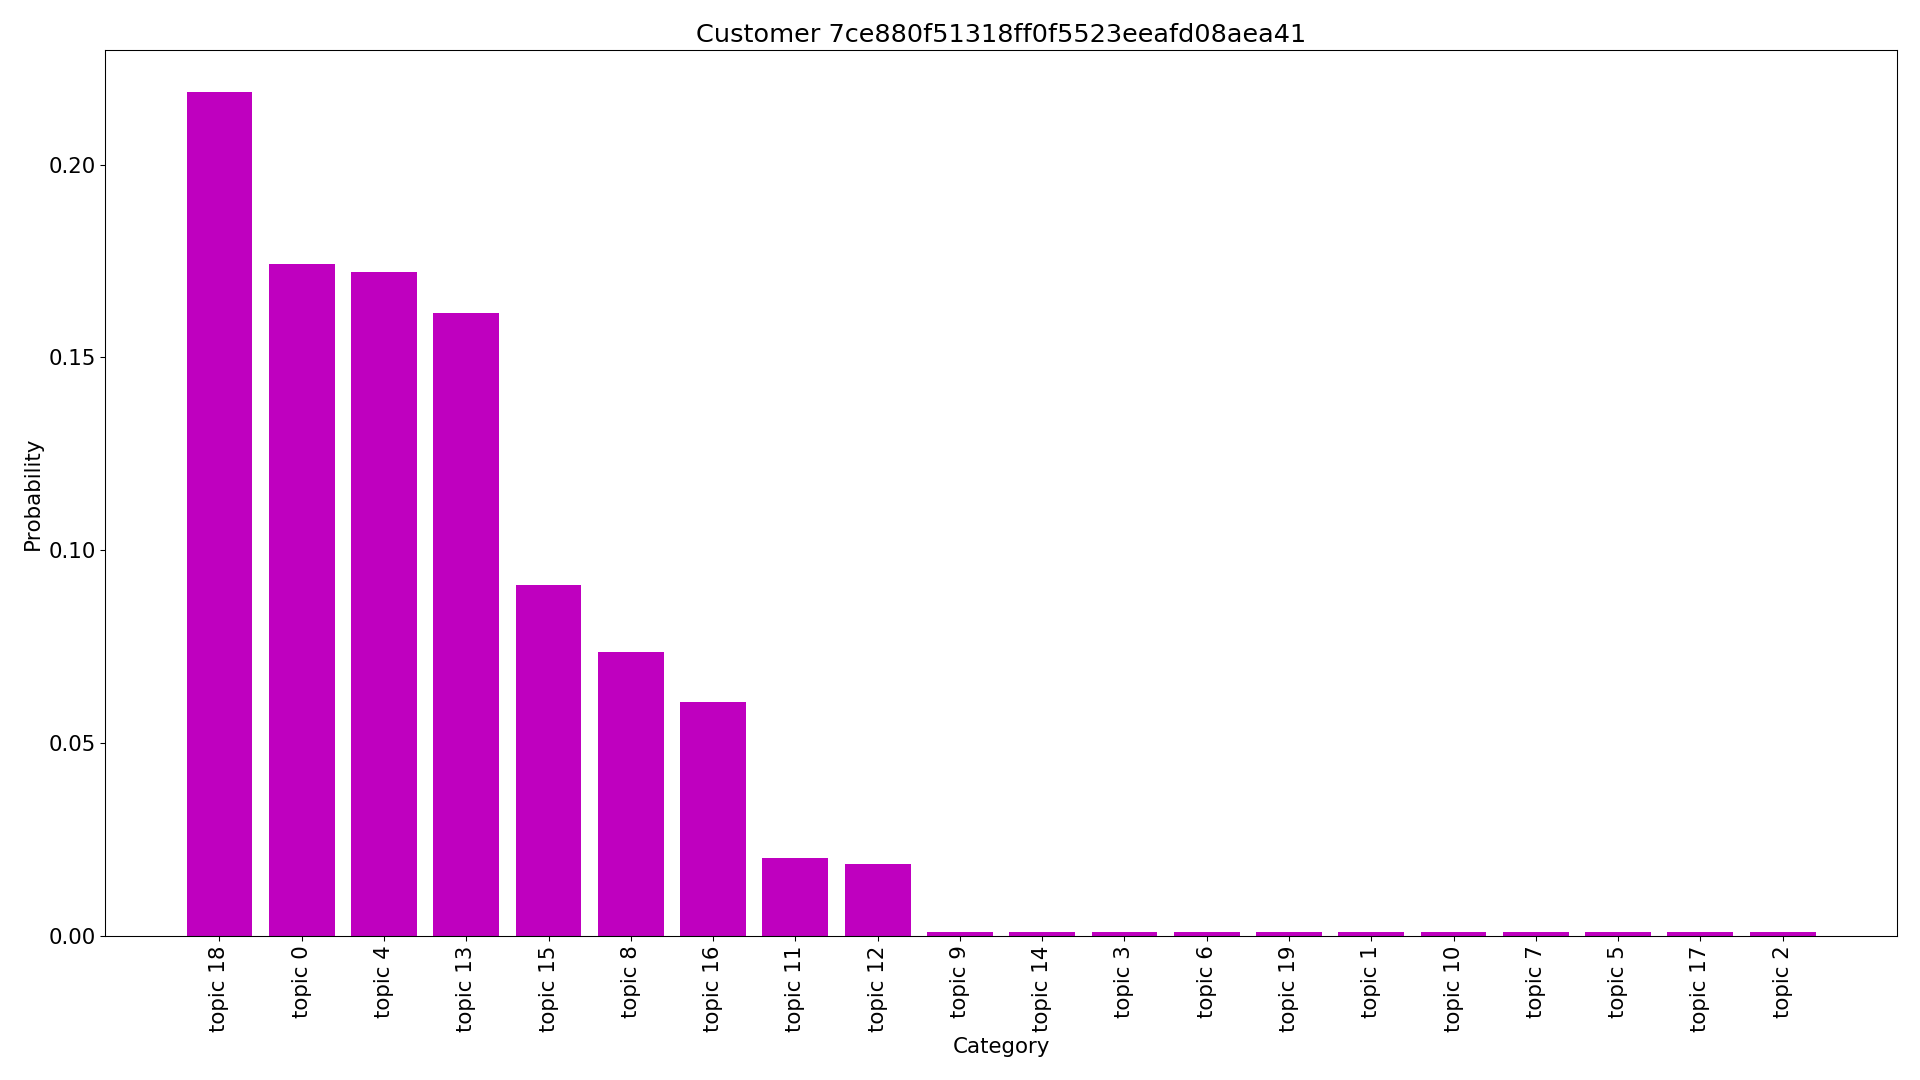 Customer 7ce880f51318ff0f5523eeafd08aea41
Probability
0.20
0.15
0.10
0.05
0.00
topic 18
topic 0
topic 4
topic 13
topic 15
topic 8
topic 16
topic 11
topic 12
topic 9
topic 14
topic 3
topic 6
topic 19
topic 1
topic 10
topic 7
topic 5
topic 17
topic 2
Category